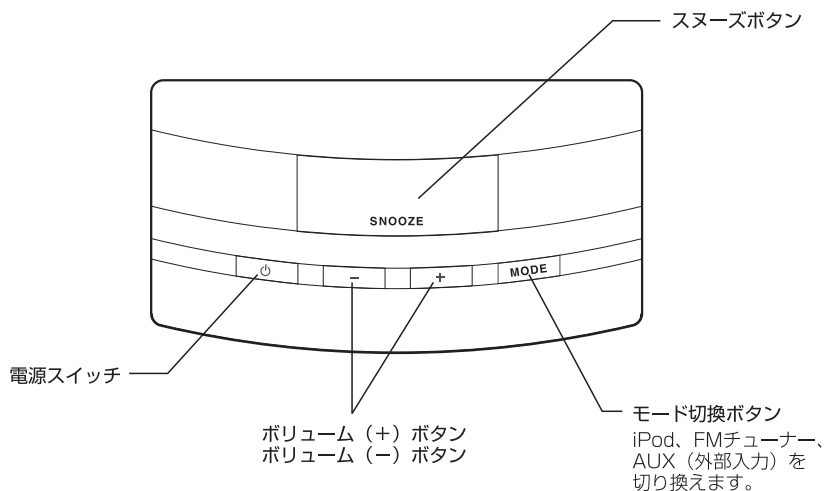 スヌーズボタン
SNOOZE
⏻ － ＋ MODE
電源スイッチ
ボリューム（＋）ボタン
ボリューム（－）ボタン
モード切換ボタン
iPod、FMチューナー、
AUX（外部入力）を
切り換えます。